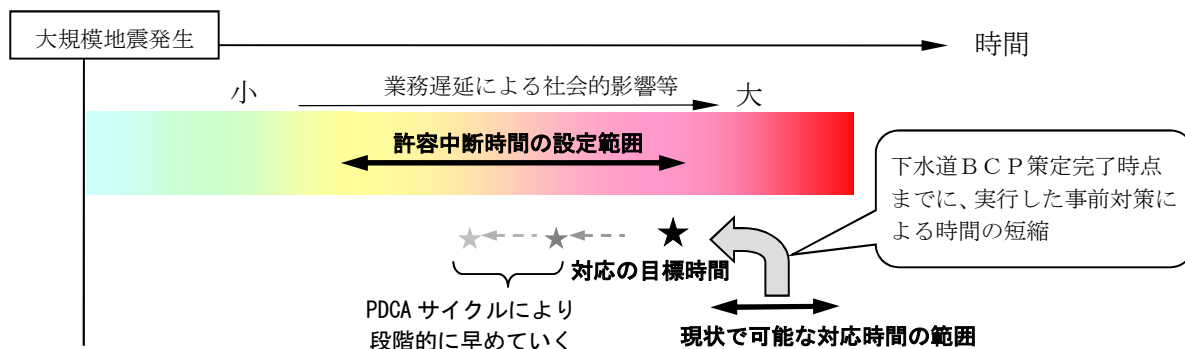 大規模地震発生
時間
小
業務遅延による社会的影響等
大
許容中断時間の設定範囲
下水道ＢＣＰ策定完了時点
までに、実行した事前対策に
よる時間の短縮
対応の目標時間
PDCA サイクルにより
段階的に早めていく
現状で可能な対応時間の範囲